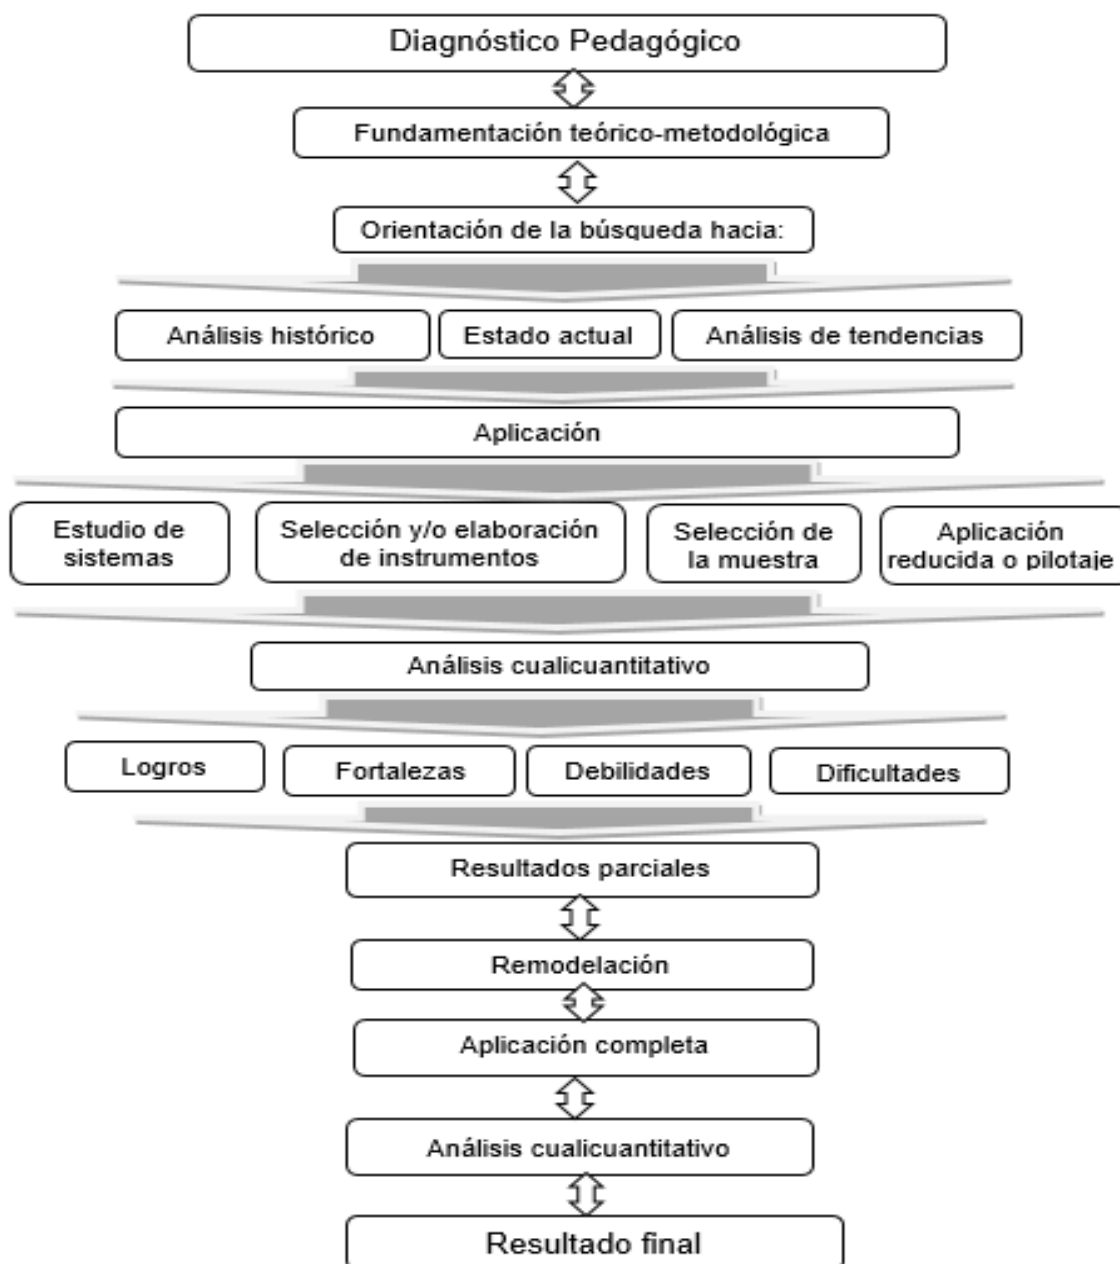 Diagnóstico Pedagógico
Fundamentación teórico-metodológica
Orientación de la búsqueda hacia:
Análisis histórico
Estado actual
Análisis de tendencias
Aplicación
Estudio de
sistemas
Selección y/o elaboración
de instrumentos
Selección de
la muestra
Aplicación
reducida o pilotaje
Análisis cualicuantitativo
Logros
Fortalezas
Debilidades
Dificultades
Resultados parciales
Remodelación
Aplicación completa
Análisis cualicuantitativo
Resultado final